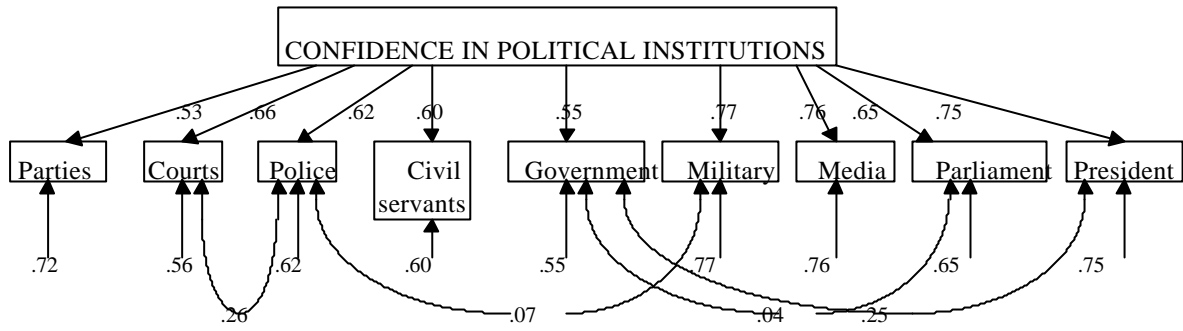 CONFIDENCE IN POLITICAL INSTITUTIONS
.53 .66 .62 .60 .55 .77 .76 .65 .75
Parties Courts Police Civil Government Military Media Parliament President
servants
.72 .56 .62 .60 .55 .77 .76 .65 .75
.26 .07 .04 .25